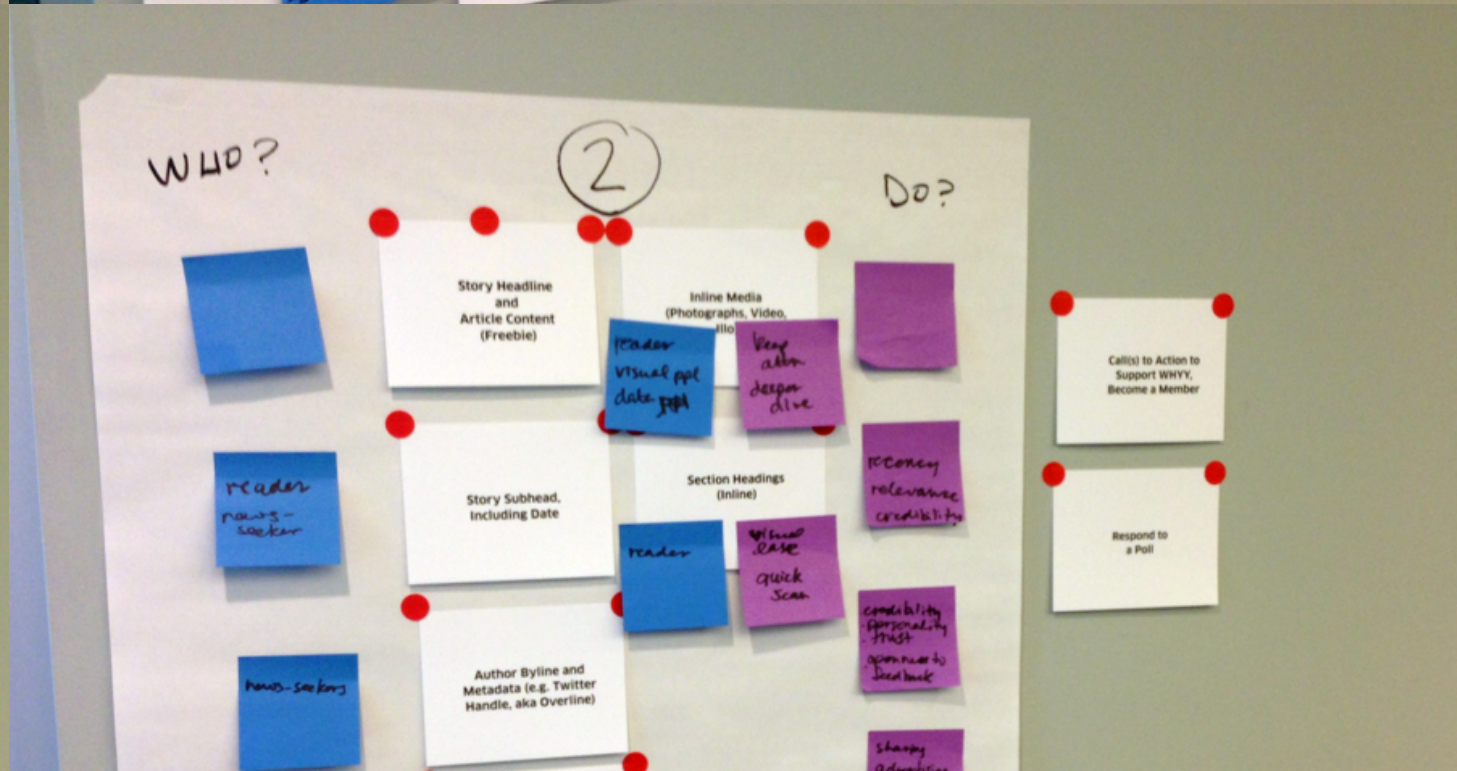 WHO?
2
Do?
Story Headline
and
Article Content
(Freebie)
Inline Media
(Photographs, Video,
reader
visual ppl
data ppl
keep
attn
deeper
dive
Call(s) to Action to
Support WHYY,
Become a Member
reader
news-
seeker
Story Subhead,
Including Date
Section Headings
(Inline)
reader
visual
ease
quick
scan
recency
relevance
credibility
Respond to
a Poll
news-seekers
Author Byline and
Metadata (e.g. Twitter
Handle, aka Overline)
credibility
personality
trust
openness to
feedback
sharing